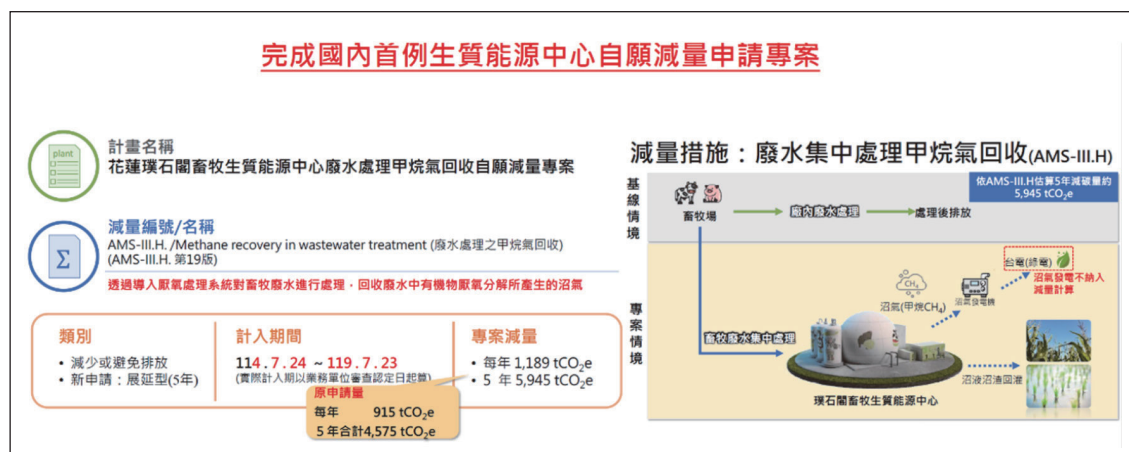 完成國內首例生質能源中心自願減量申請專案
plant
計畫名稱
花蓮璞石閣畜牧生質能源中心廢水處理甲烷氣回收自願減量專案
Σ
減量編號/名稱
AMS-III.H. /Methane recovery in wastewater treatment (廢水處理之甲烷氣回收)
(AMS-III.H. 第19版)
透過導入厭氧處理系統對畜牧廢水進行處理，回收廢水中有機物厭氧分解所產生的沼氣
類別
• 減少或避免排放
• 新申請：展延型(5年)
計入期間
114.7.24 ~119.7.23
(實際計入期以業務單位審查認定日起算)
專案減量
• 每年 1,189 tCO₂e
• 5 年 5,945 tCO₂e
原申請量
每年 915 tCO₂e
5 年合計4,575 tCO₂e
減量措施：廢水集中處理甲烷氣回收(AMS-III.H)
基線情境
依AMS-III.H估算5年減碳量約
5,945 tCO₂e
畜牧場
廠內廢水處理
處理後排放
專案情境
畜牧廢水集中處理
CH₄
沼氣(甲烷CH₄)
沼氣發電機
台電(綠電)
沼氣發電不納入
減量計算
沼液沼渣回灌
璞石閣畜牧生質能源中心